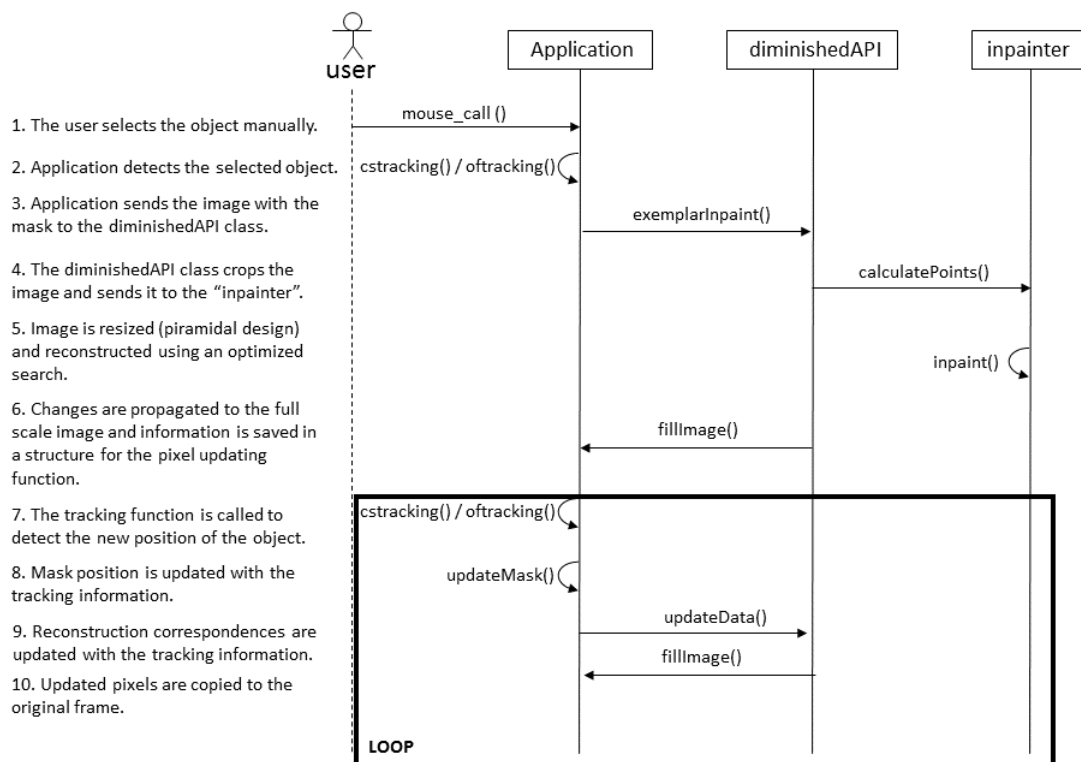 user
Application
diminishedAPI
inpainter
1. The user selects the object manually.
mouse_call ()
2. Application detects the selected object.
cstracking() / oftracking()
3. Application sends the image with the
mask to the diminishedAPI class.
exemplarInpaint()
4. The diminishedAPI class crops the
image and sends it to the “inpainter”.
calculatePoints()
5. Image is resized (piramidal design)
and reconstructed using an optimized
search.
inpaint()
6. Changes are propagated to the full
scale image and information is saved in
a structure for the pixel updating
function.
fillImage()
7. The tracking function is called to
detect the new position of the object.
cstracking() / oftracking()
8. Mask position is updated with the
tracking information.
updateMask()
9. Reconstruction correspondences are
updated with the tracking information.
updateData()
10. Updated pixels are copied to the
original frame.
fillImage()
LOOP